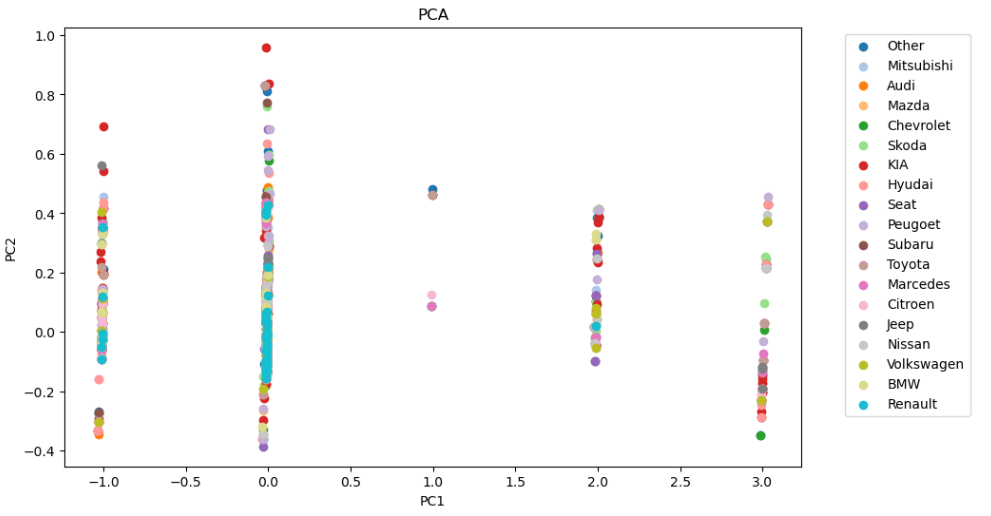 PCA
1.0
0.8
0.6
0.4
0.2
0.0
−0.2
−0.4
PC2
−1.0 −0.5 0.0 0.5 1.0 1.5 2.0 2.5 3.0
PC1
Other
Mitsubishi
Audi
Mazda
Chevrolet
Skoda
KIA
Hyudai
Seat
Peugoet
Subaru
Toyota
Marcedes
Citroen
Jeep
Nissan
Volkswagen
BMW
Renault